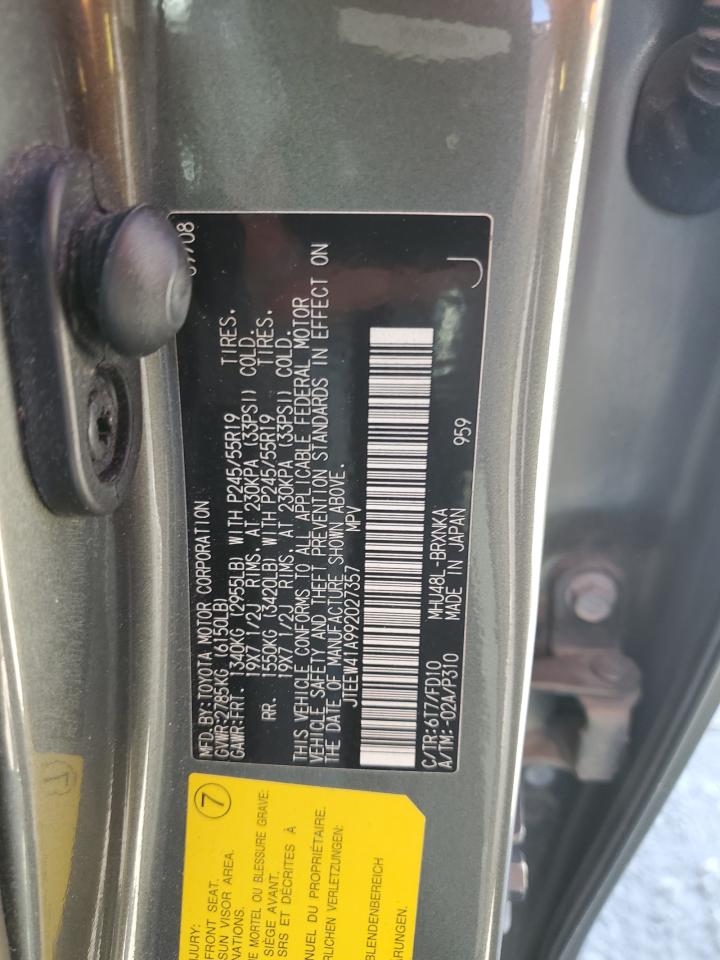 MFD.BY:TOYOTA MOTOR CORPORATION
GVWR:2785KG (6150LB)
GAWR:FRT. 1340KG (2955LB) WITH P245/55R19 TIRES,
19X7 1/2J RIMS, AT 230KPA (33PSI) COLD.
RR. 1550KG (3420LB) WITH P245/55R19 TIRES,
19X7 1/2J RIMS, AT 230KPA (33PSI) COLD.
THIS VEHICLE CONFORMS TO ALL APPLICABLE FEDERAL MOTOR
VEHICLE SAFETY AND THEFT PREVENTION STANDARDS IN EFFECT ON
THE DATE OF MANUFACTURE SHOWN ABOVE.
JTEEW41A992027357 MPV
C/TR:6T7/FD10 MHU48L-BRXNKA
A/TM:-02A/P310 MADE IN JAPAN
959
J
7
JURY:
FRONT SEAT.
SUN VISOR AREA.
NATIONS.
E MORTEL OU BLESSURE GRAVE:
SIÈGE AVANT.
SRS ET DÉCRITES À
NUEL DU PROPRIÉTAIRE.
RLICHEN VERLETZUNGEN:
BLENDENBEREICH
ÄRUNGEN.